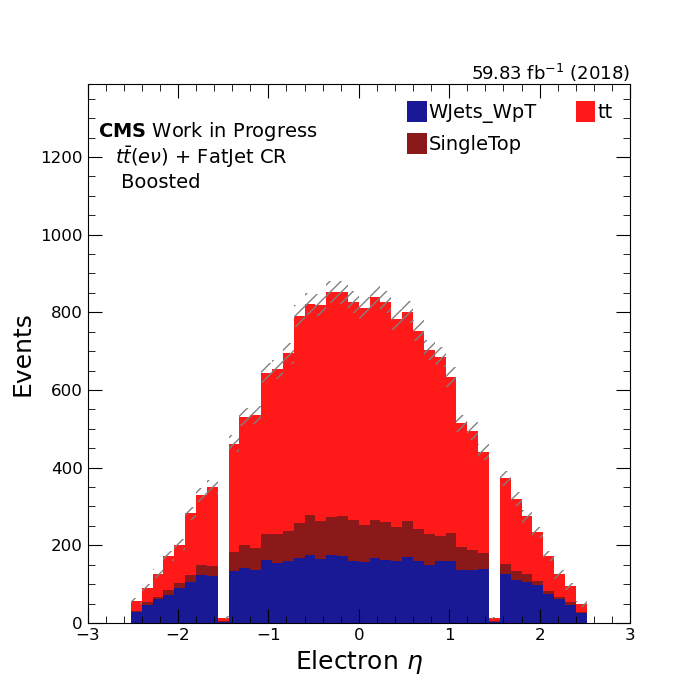 59.83 fb⁻¹ (2018)
CMS Work in Progress
tt̄(eν) + FatJet CR
Boosted
WJets_WpT
tt
SingleTop
Events
1200
1000
800
600
400
200
0
−3 −2 −1 0 1 2 3
Electron η